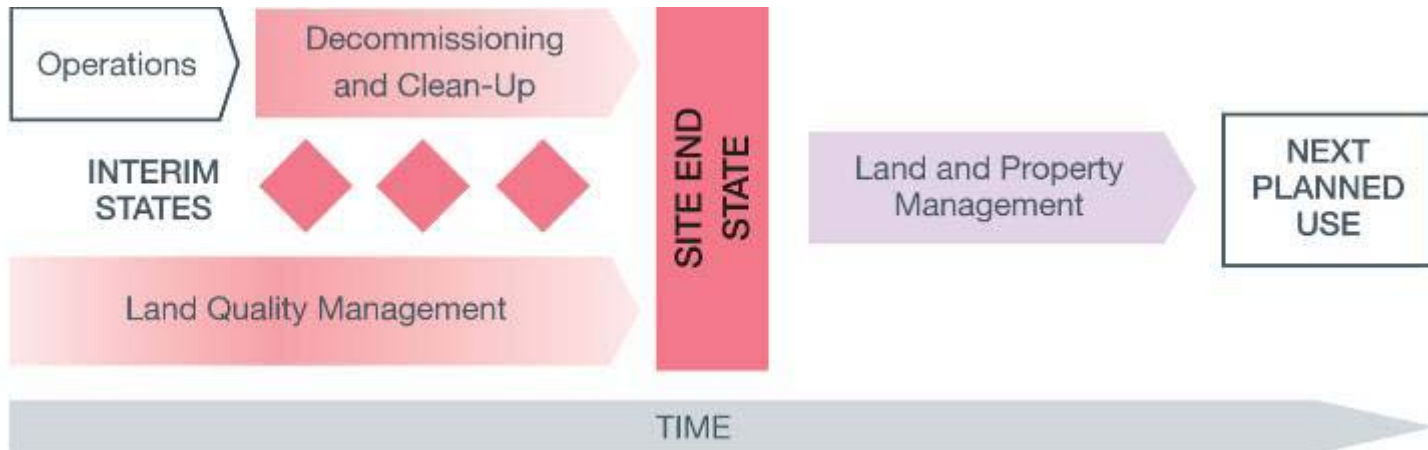 Operations
Decommissioning
and Clean-Up
INTERIM
STATES
Land Quality Management
SITE END
STATE
Land and Property
Management
NEXT
PLANNED
USE
TIME